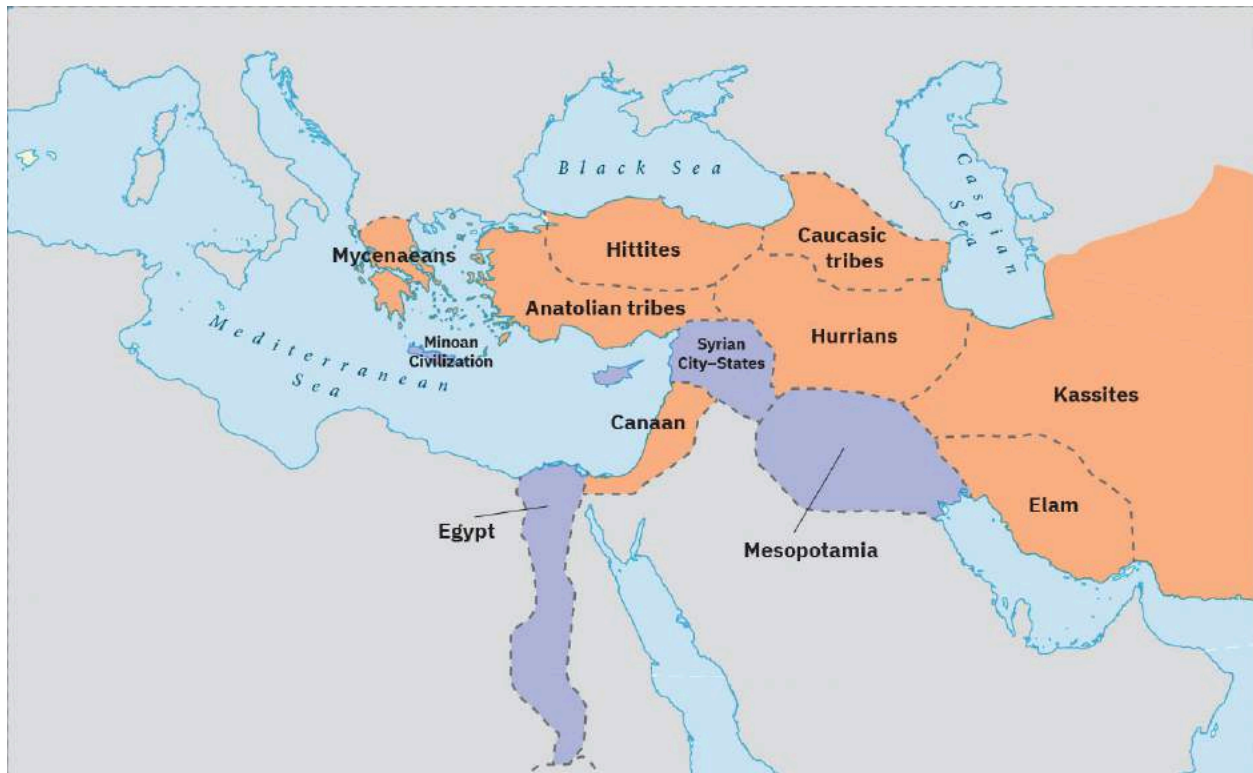 Black Sea
Caspian
Sea
Mycenaeans
Hittites
Caucasic
tribes
Anatolian tribes
Mediterranean
Sea
Minoan
Civilization
Syrian
City–States
Hurrians
Kassites
Canaan
Egypt
Mesopotamia
Elam